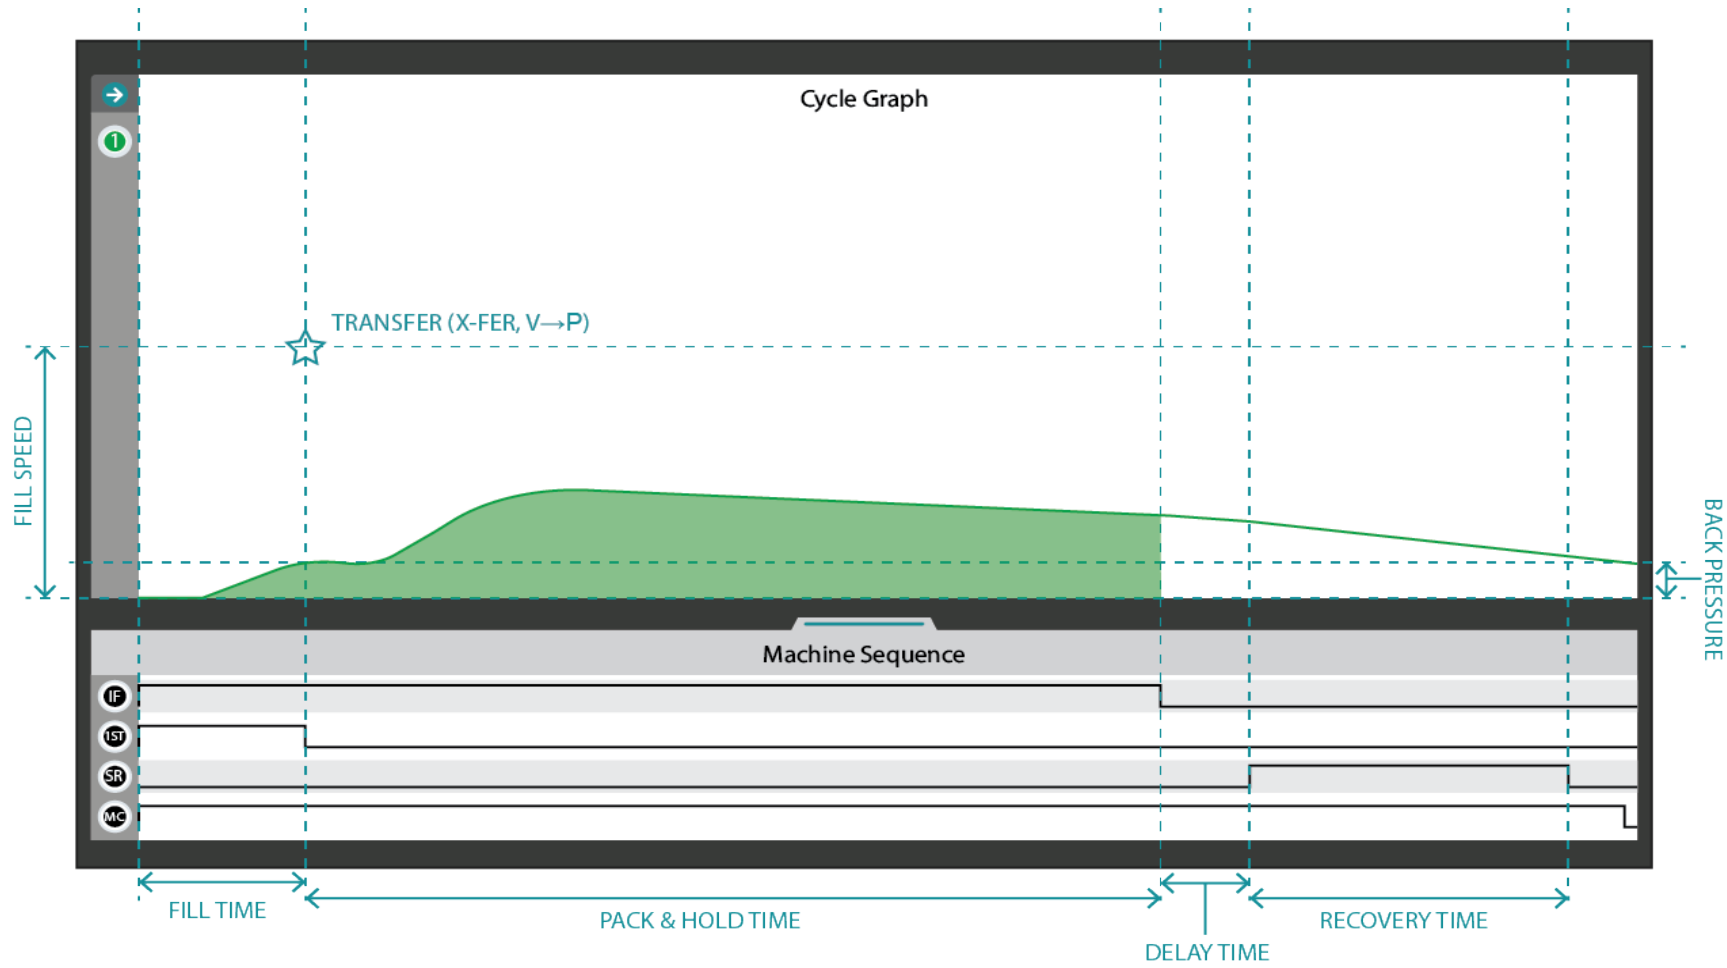 Cycle Graph
1
TRANSFER (X-FER, V→P)
FILL SPEED
BACK PRESSURE
Machine Sequence
IF
1ST
SR
MC
FILL TIME
PACK & HOLD TIME
DELAY TIME
RECOVERY TIME